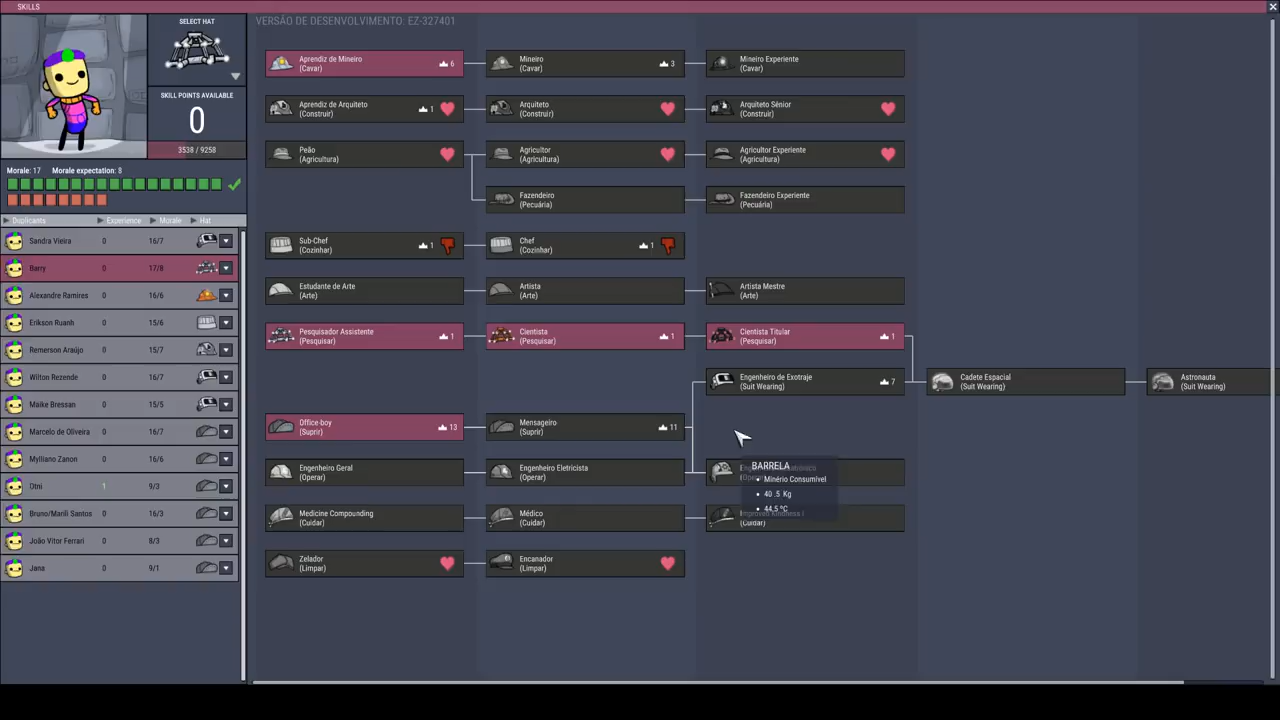 SKILLS
VERSÃO DE DESENVOLVIMENTO: EZ-327401
SELECT HAT
SKILL POINTS AVAILABLE
0
3538 / 9258
Morale: 17 Morale expectation: 8
Duplicants Experience Morale Hat
Sandra Vieira 0 16/7
Barry 0 17/8
Alexandre Ramires 0 16/6
Erikson Ruanh 0 15/6
Remerson Araújo 0 15/7
Wilton Rezende 0 16/7
Maike Bressan 0 15/5
Marcelo de Oliveira 0 16/7
Mylliano Zanon 0 16/6
Otni 1 9/3
Bruno/Marili Santos 0 16/3
João Vitor Ferrari 0 8/3
Jana 0 9/1
Aprendiz de Mineiro
(Cavar)
6
Mineiro
(Cavar)
3
Mineiro Experiente
(Cavar)
Aprendiz de Arquiteto
(Construir)
1
Arquiteto
(Construir)
Arquiteto Sênior
(Construir)
Peão
(Agricultura)
Agricultor
(Agricultura)
Agricultor Experiente
(Agricultura)
Fazendeiro
(Pecuária)
Fazendeiro Experiente
(Pecuária)
Sub-Chef
(Cozinhar)
1
Chef
(Cozinhar)
1
Estudante de Arte
(Arte)
Artista
(Arte)
Artista Mestre
(Arte)
Pesquisador Assistente
(Pesquisar)
1
Cientista
(Pesquisar)
1
Cientista Titular
(Pesquisar)
1
Engenheiro de Exotraje
(Suit Wearing)
7
Cadete Espacial
(Suit Wearing)
Astronauta
(Suit Wearing)
Office-boy
(Suprir)
13
Mensageiro
(Suprir)
11
Engenheiro Geral
(Operar)
Engenheiro Eletricista
(Operar)
BARRELA
Minério Consumível
40 .5 Kg
44,5 ºC
Medicine Compounding
(Cuidar)
Médico
(Cuidar)
(Cuidar)
Zelador
(Limpar)
Encanador
(Limpar)